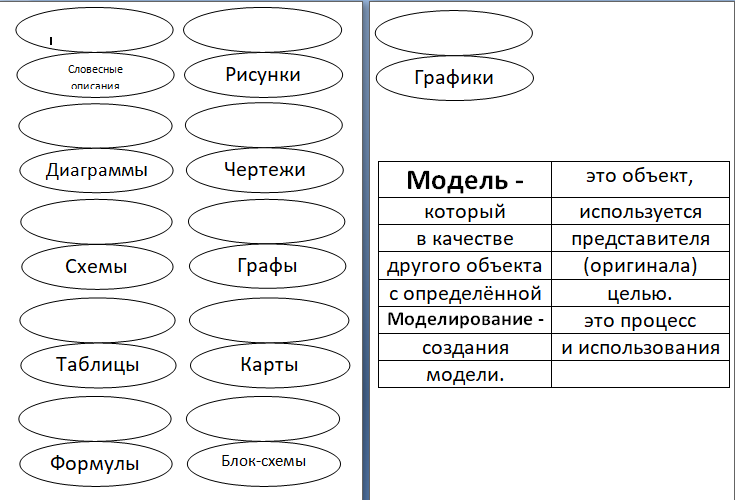 Словесные
описания
Рисунки
Диаграммы
Чертежи
Схемы
Графы
Таблицы
Карты
Формулы
Блок-схемы
Графики
Модель - это объект,
который используется
в качестве представителя
другого объекта (оригинала)
с определённой целью.
Моделирование - это процесс
создания и использования
модели.